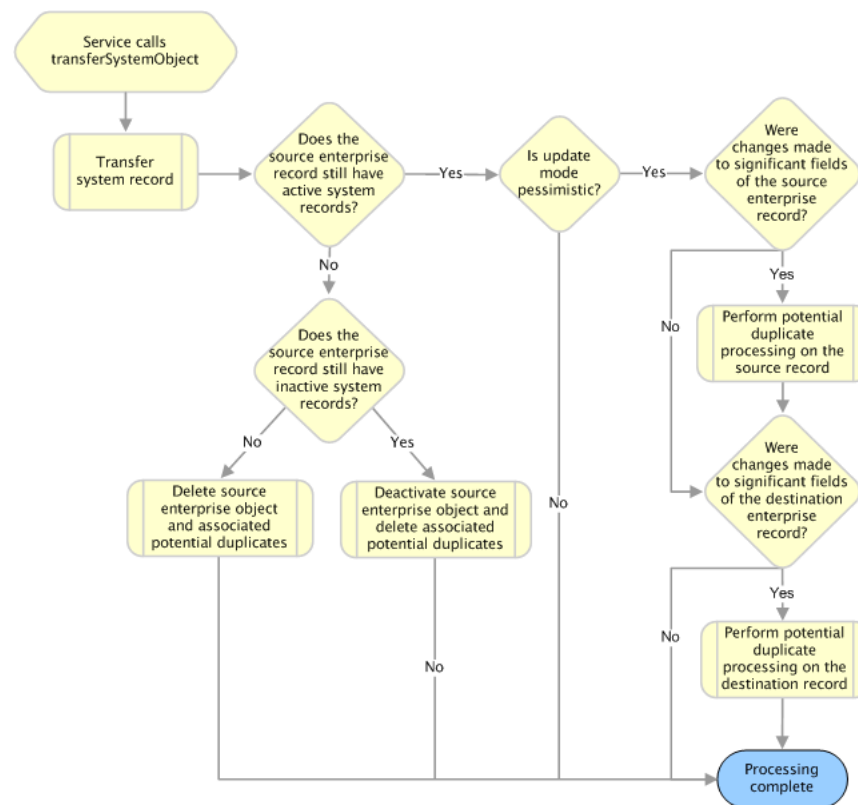 Service calls
transferSystemObject
Transfer
system record
Does the
source enterprise
record still have
active system
records?
Yes
Is update
mode
pessimistic?
Yes
Were
changes made
to significant fields
of the source
enterprise
record?
No
Yes
No
Perform potential
duplicate
processing on the
source record
Does the
source enterprise
record still have
inactive system
records?
No
Yes
Delete source
enterprise object
and associated
potential duplicates
Deactivate source
enterprise object and
delete associated
potential duplicates
No
Were
changes made
to significant fields
of the destination
enterprise
record?
Yes
No
No
Perform potential
duplicate
processing on the
destination record
Processing
complete